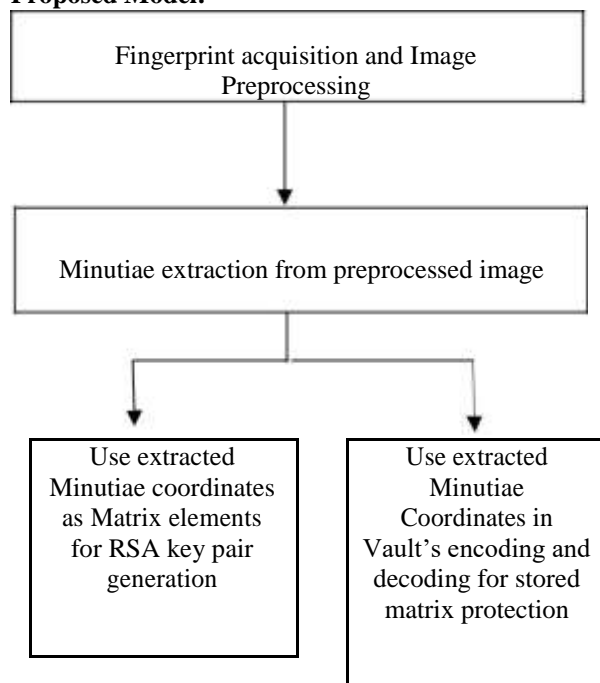 Proposed Model:
Fingerprint acquisition and Image
Preprocessing
Minutiae extraction from preprocessed image
Use extracted
Minutiae coordinates
as Matrix elements
for RSA key pair
generation
Use extracted
Minutiae
Coordinates in
Vault's encoding and
decoding for stored
matrix protection